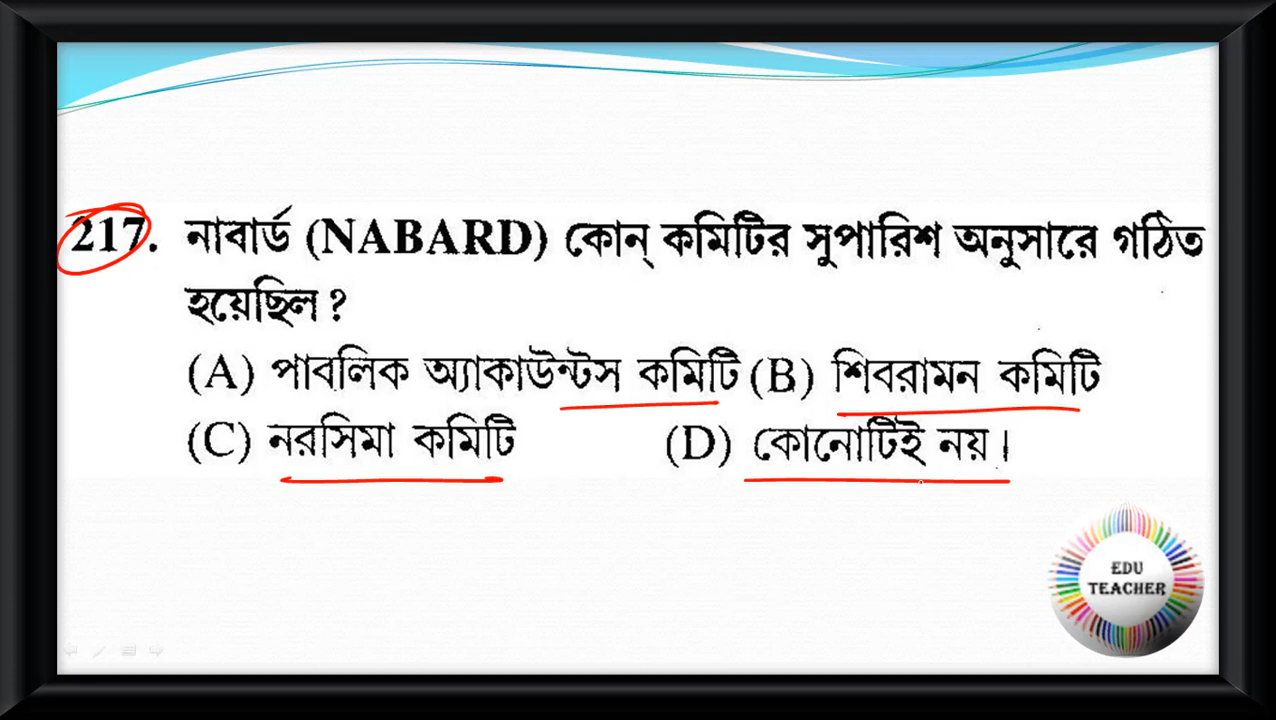 217. নাবার্ড (NABARD) কোন্ কমিটির সুপারিশ অনুসারে গঠিত
হয়েছিল ?
(A) পাবলিক অ্যাকাউন্টস কমিটি (B) শিবরামন কমিটি
(C) নরসিমা কমিটি (D) কোনোটিই নয়।
EDU
TEACHER